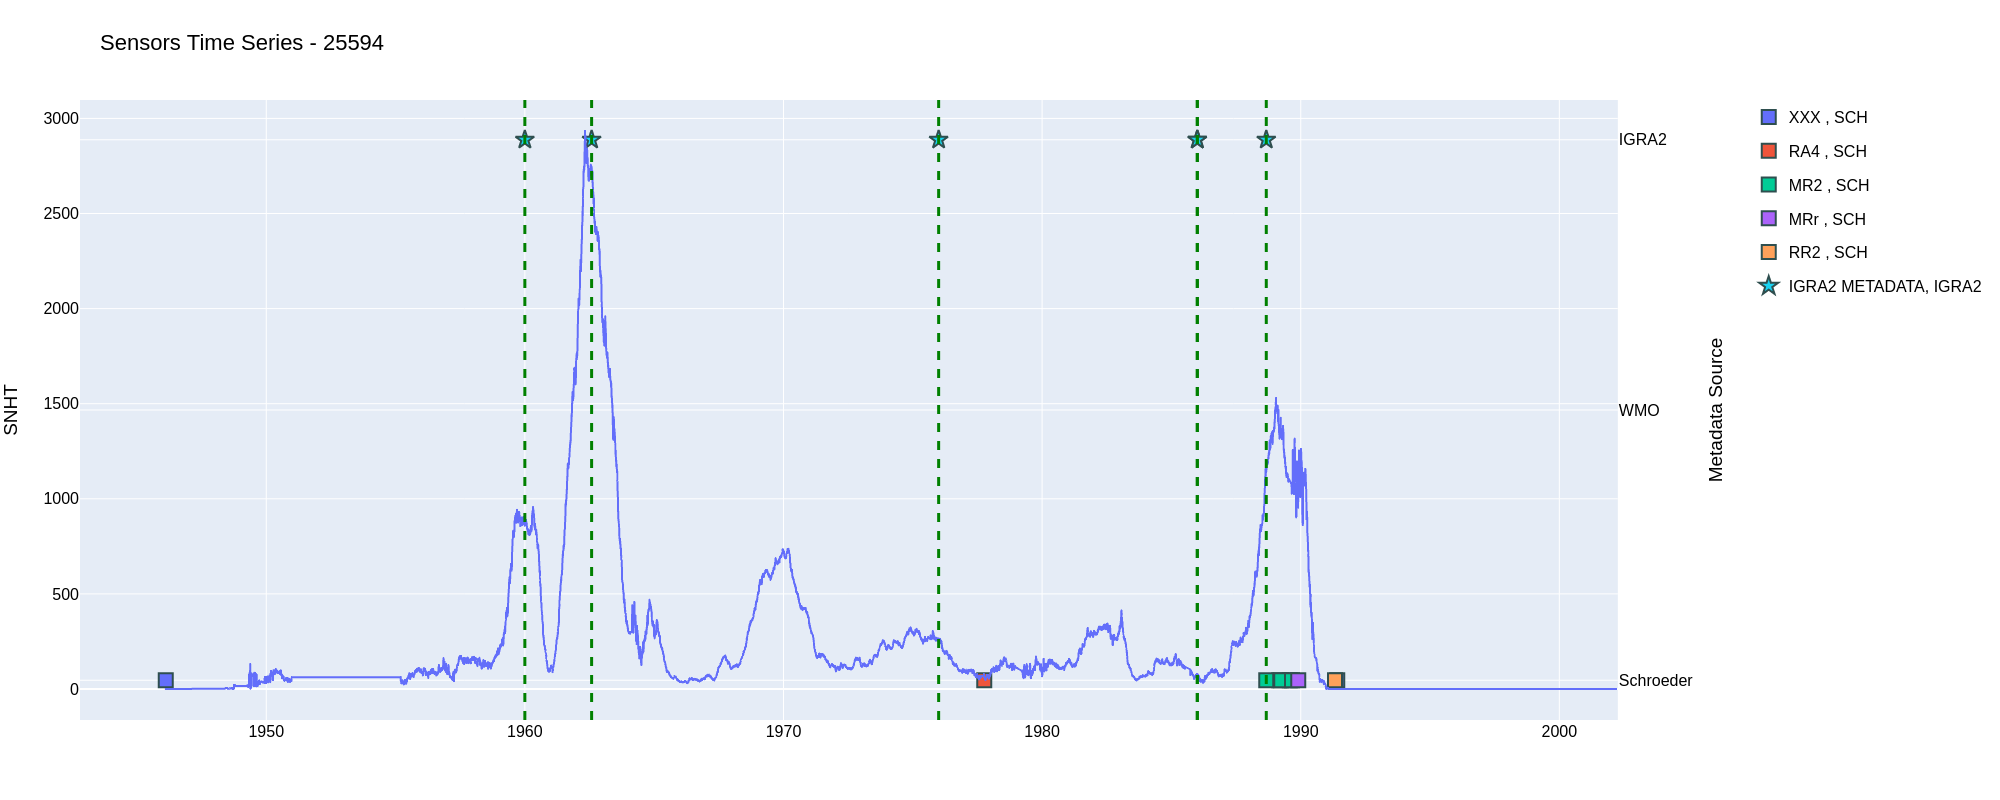 Sensors Time Series - 25594
SNHT
3000
2500
2000
1500
1000
500
0
1950
1960
1970
1980
1990
2000
IGRA2
WMO
Schroeder
Metadata Source
XXX , SCH
RA4 , SCH
MR2 , SCH
MRr , SCH
RR2 , SCH
IGRA2 METADATA, IGRA2